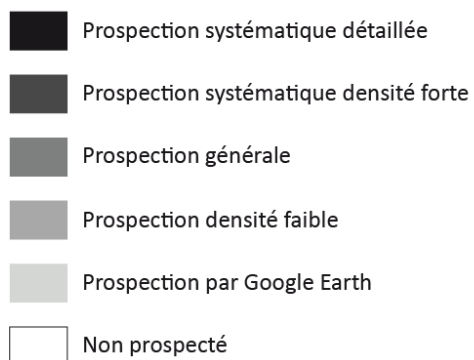 Prospection systématique détaillée
Prospection systématique densité forte
Prospection générale
Prospection densité faible
Prospection par Google Earth
Non prospecté